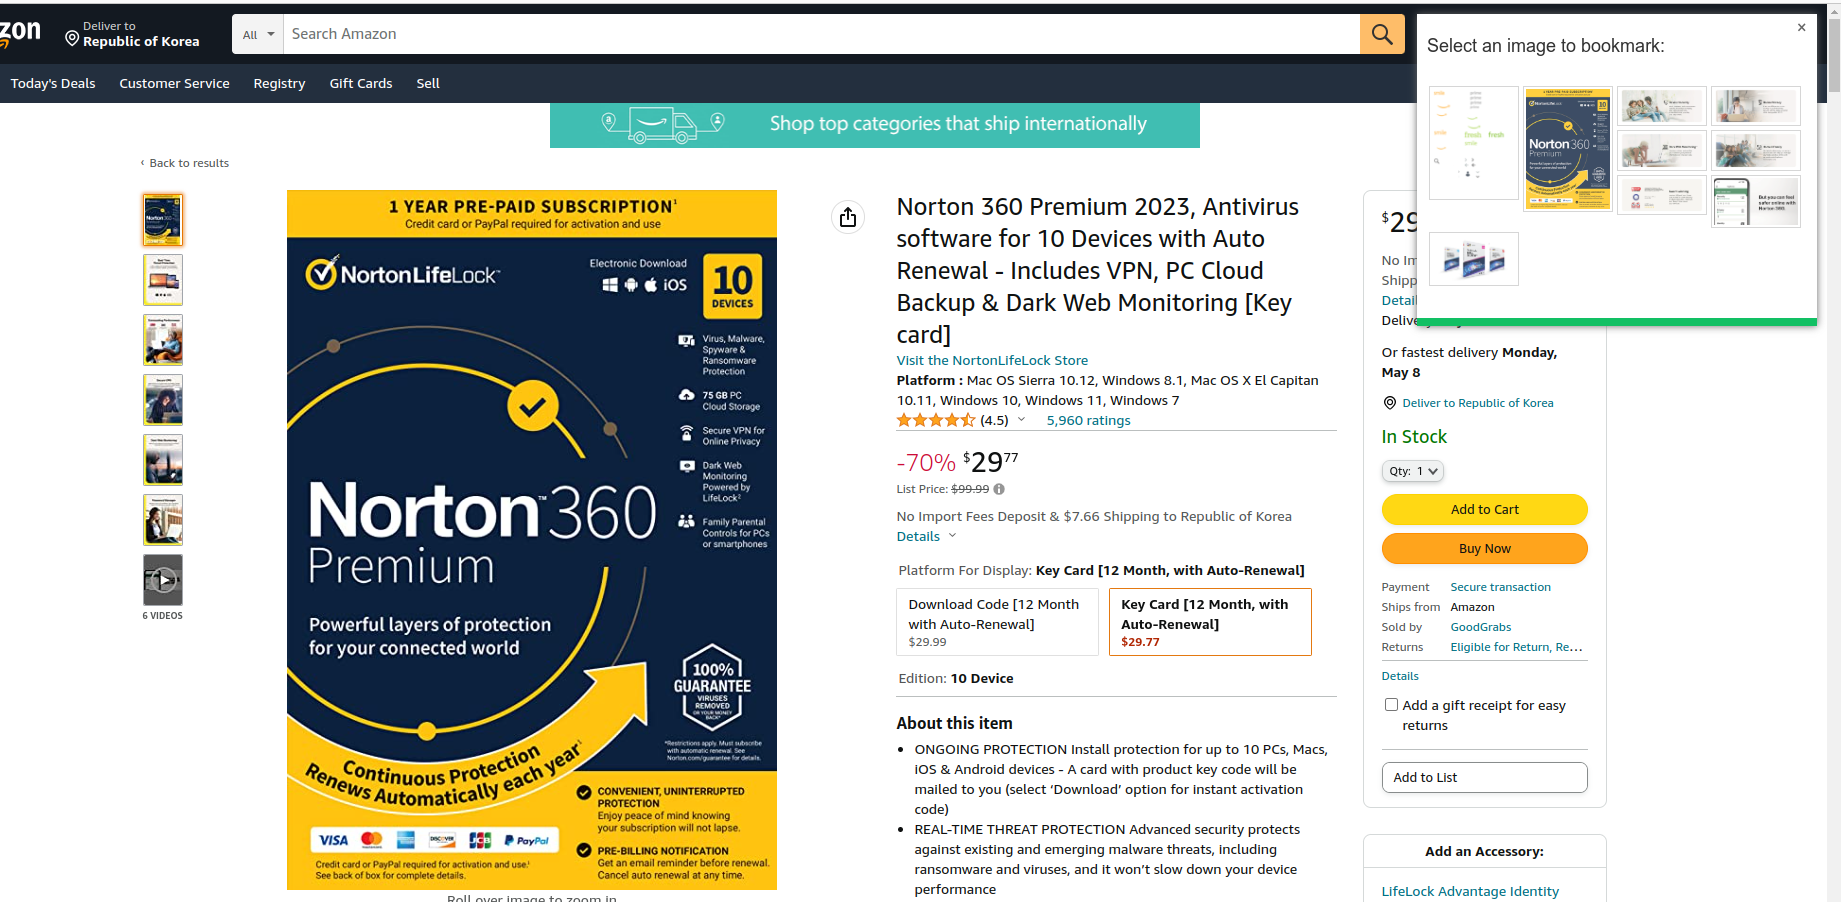 zon
Deliver to
Republic of Korea
All
Search Amazon
Today's Deals
Customer Service
Registry
Gift Cards
Sell
Shop top categories that ship internationally
Select an image to bookmark:
×
‹ Back to results
6 VIDEOS
1 YEAR PRE-PAID SUBSCRIPTION¹
Credit card or PayPal required for activation and use
NortonLifeLock™
Electronic Download
iOS
10
DEVICES
Virus, Malware,
Spyware &
Ransomware
Protection
75 GB PC
Cloud Storage
Secure VPN for
Online Privacy
Dark Web
Monitoring
Powered by
LifeLock²
Family Parental
Controls for PCs
or smartphones
Norton™ 360
Premium
Powerful layers of protection
for your connected world
100%
GUARANTEE
VIRUSES
REMOVED
OR YOUR MONEY
BACK*
*Restrictions apply. Must subscribe
with automatic renewal. See
Norton.com/guarantee for details.
Continuous Protection
Renews Automatically each year¹
VISA
DISCOVER
JCB
PayPal
Credit card or PayPal required for activation and use.¹
See back of box for complete details.
CONVENIENT, UNINTERRUPTED
PROTECTION
Enjoy peace of mind knowing
your subscription will not lapse.
PRE-BILLING NOTIFICATION
Get an email reminder before renewal.
Cancel auto renewal at any time.
Roll over image to zoom in
Norton 360 Premium 2023, Antivirus
software for 10 Devices with Auto
Renewal - Includes VPN, PC Cloud
Backup & Dark Web Monitoring [Key
card]
Visit the NortonLifeLock Store
Platform : Mac OS Sierra 10.12, Windows 8.1, Mac OS X El Capitan
10.11, Windows 10, Windows 11, Windows 7
(4.5)
5,960 ratings
-70% $29 77
List Price: $99.99
No Import Fees Deposit & $7.66 Shipping to Republic of Korea
Details
Platform For Display: Key Card [12 Month, with Auto-Renewal]
Download Code [12 Month
with Auto-Renewal]
$29.99
Key Card [12 Month, with
Auto-Renewal]
$29.77
Edition: 10 Device
About this item
• ONGOING PROTECTION Install protection for up to 10 PCs, Macs,
iOS & Android devices - A card with product key code will be
mailed to you (select ‘Download’ option for instant activation
code)
• REAL-TIME THREAT PROTECTION Advanced security protects
against existing and emerging malware threats, including
ransomware and viruses, and it won’t slow down your device
performance
$29
No Im
Shipp
Detail
Delive
Or fastest delivery Monday,
May 8
Deliver to Republic of Korea
In Stock
Qty: 1
Add to Cart
Buy Now
Payment
Secure transaction
Ships from
Amazon
Sold by
GoodGrabs
Returns
Eligible for Return, Re...
Details
Add a gift receipt for easy
returns
Add to List
Add an Accessory:
LifeLock Advantage Identity